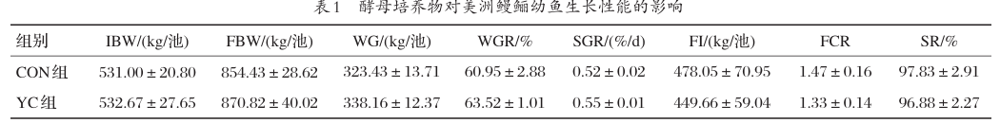 表1 酵母培养物对美洲鳗鲡幼鱼生长性能的影响
组别 IBW/(kg/池) FBW/(kg/池) WG/(kg/池) WGR/% SGR/(%/d) FI/(kg/池) FCR SR/%
CON组 531.00±20.80 854.43±28.62 323.43±13.71 60.95±2.88 0.52±0.02 478.05±70.95 1.47±0.16 97.83±2.91
YC组 532.67±27.65 870.82±40.02 338.16±12.37 63.52±1.01 0.55±0.01 449.66±59.04 1.33±0.14 96.88±2.27